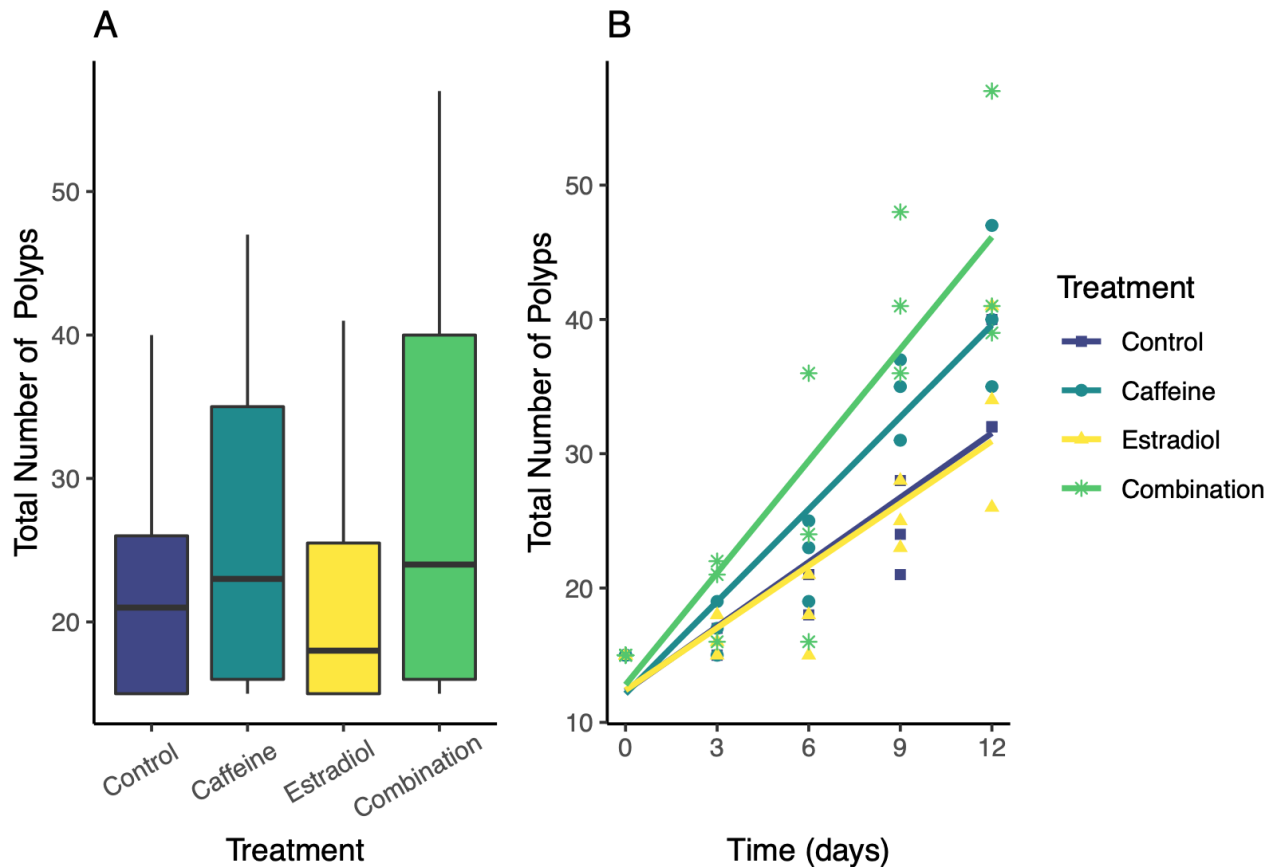 A
Total Number of Polyps
50
40
30
20
Control
Caffeine
Estradiol
Combination
Treatment
B
Total Number of Polyps
50
40
30
20
10
0
3
6
9
12
Time (days)
Treatment
Control
Caffeine
Estradiol
Combination